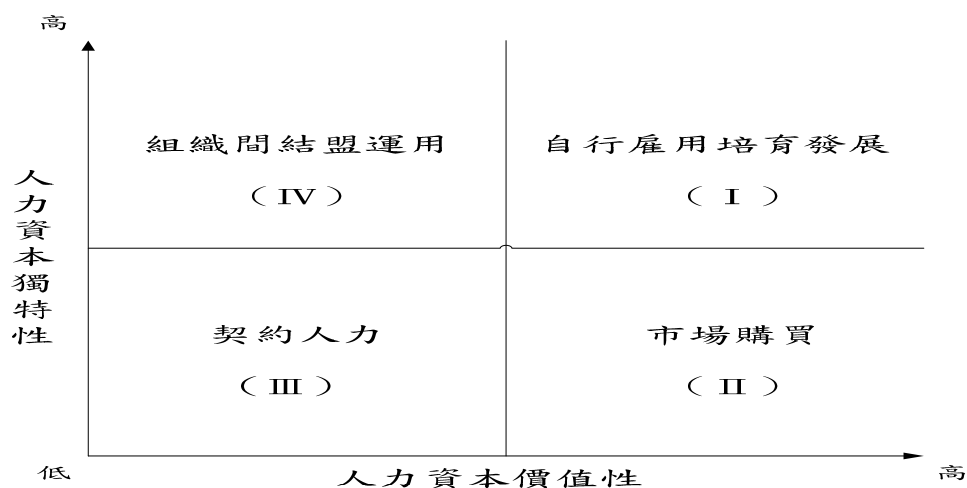 高
組織間結盟運用
自行雇用培育發展
（IV）
（I）
人力資本獨特性
契約人力
市場購買
（III）
（II）
低
人力資本價值性
高